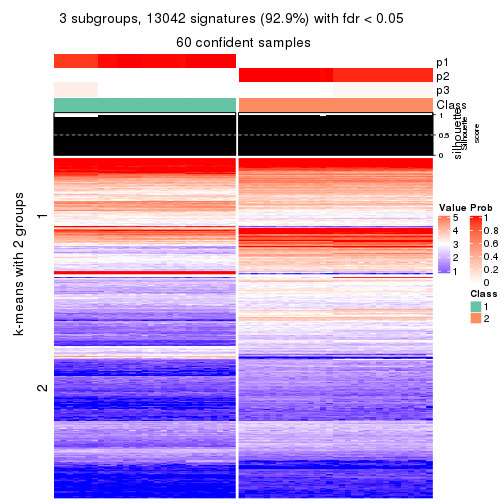 3 subgroups, 13042 signatures (92.9%) with fdr < 0.05
60 confident samples
p1
p2
p3
Class
1
0.5
0
silhouette
Silhouette
score
k-means with 2 groups
1
2
Value
5
4
3
2
1
Prob
1
0.8
0.6
0.4
0.2
0
Class
1
2